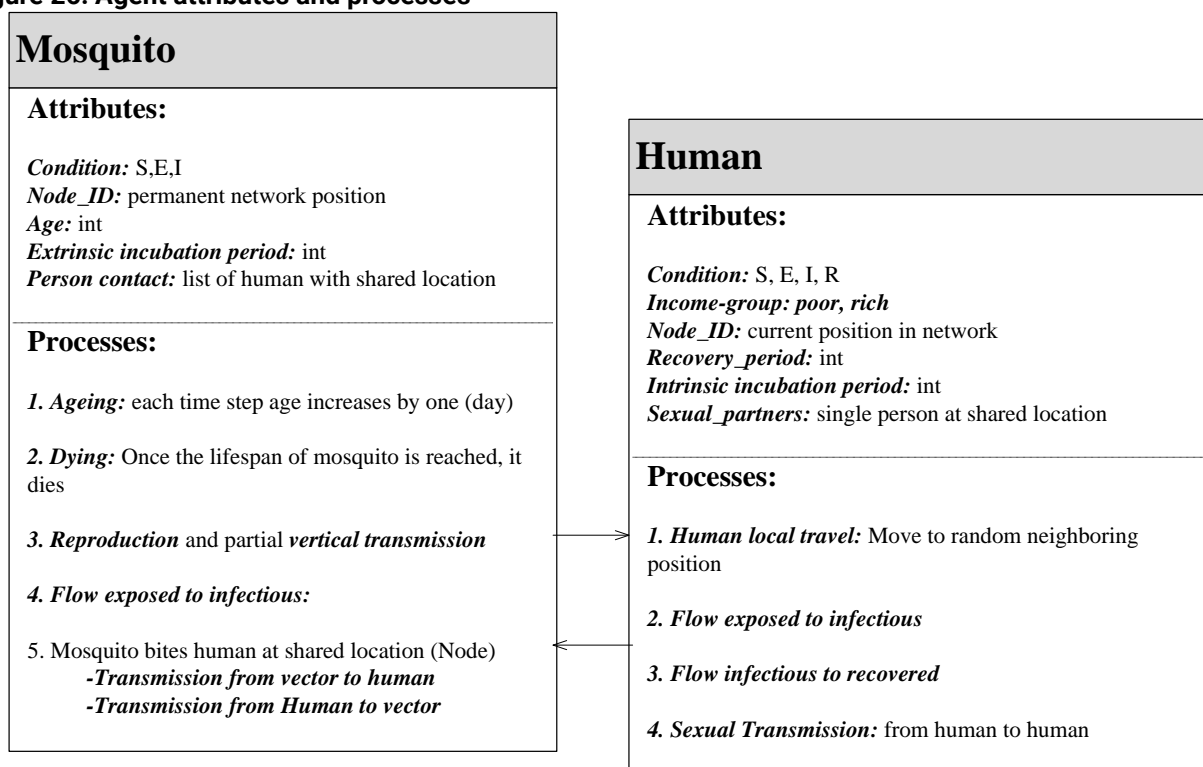 gure 20: Agent attributes and processes
Mosquito
Attributes:
Condition: S,E,I
Node_ID: permanent network position
Age: int
Extrinsic incubation period: int
Person contact: list of human with shared location
Processes:
1. Ageing: each time step age increases by one (day)
2. Dying: Once the lifespan of mosquito is reached, it
dies
3. Reproduction and partial vertical transmission
4. Flow exposed to infectious:
5. Mosquito bites human at shared location (Node)
-Transmission from vector to human
-Transmission from Human to vector
Human
Attributes:
Condition: S, E, I, R
Income-group: poor, rich
Node_ID: current position in network
Recovery_period: int
Intrinsic incubation period: int
Sexual_partners: single person at shared location
Processes:
1. Human local travel: Move to random neighboring
position
2. Flow exposed to infectious
3. Flow infectious to recovered
4. Sexual Transmission: from human to human